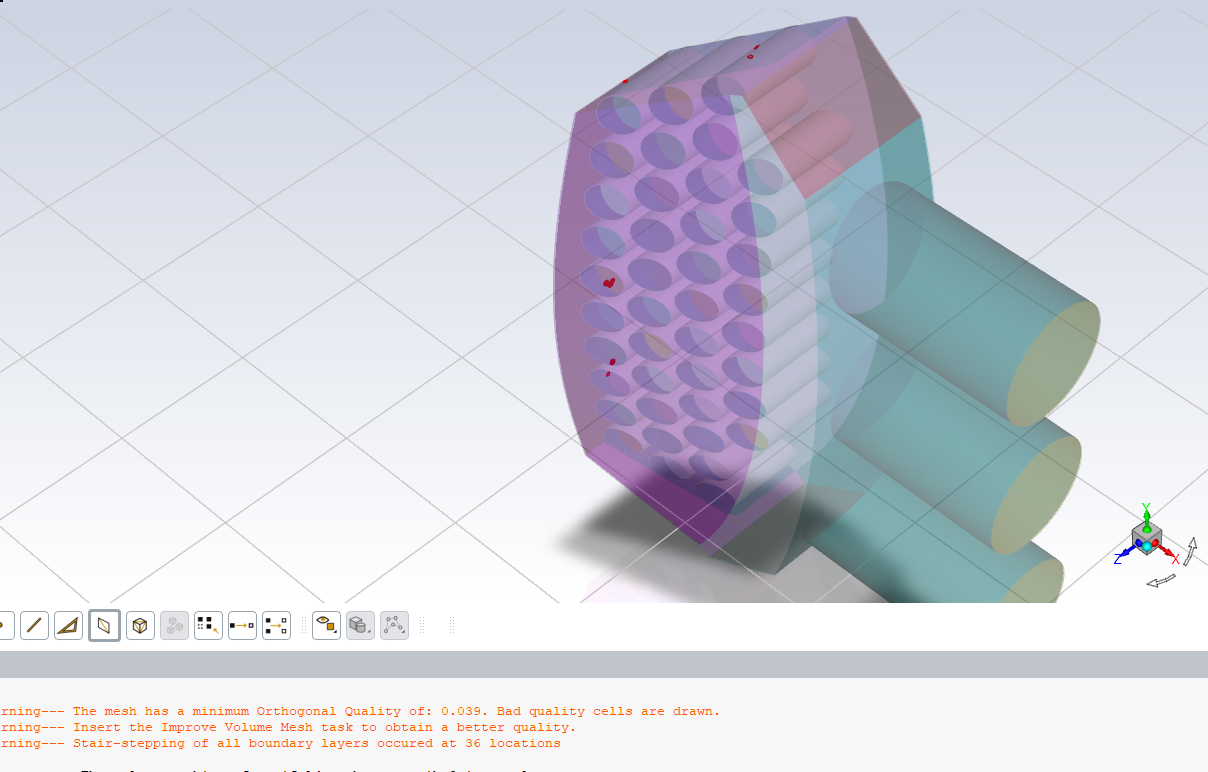 Y
Z
X
rning--- The mesh has a minimum Orthogonal Quality of: 0.039. Bad quality cells are drawn.
rning--- Insert the Improve Volume Mesh task to obtain a better quality.
rning--- Stair-stepping of all boundary layers occured at 36 locations